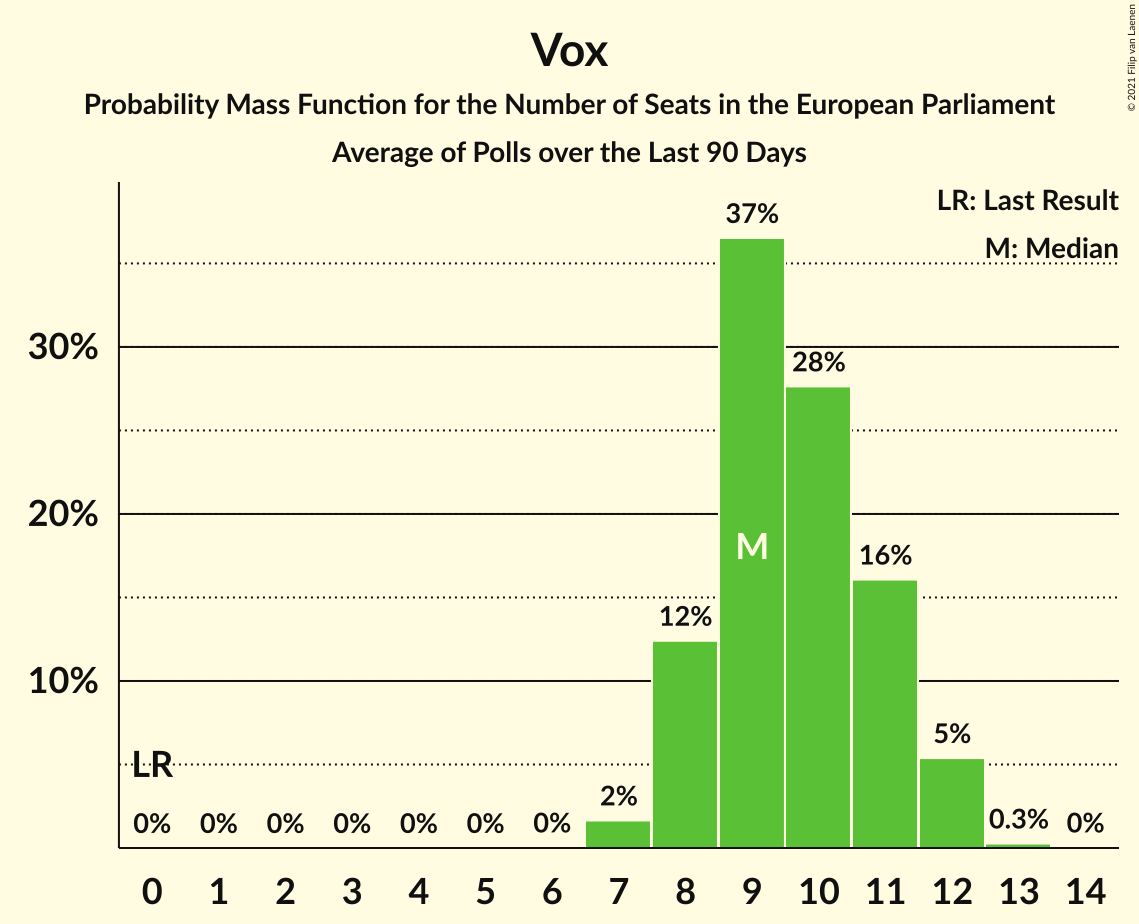 Vox
Probability Mass Function for the Number of Seats in the European Parliament
Average of Polls over the Last 90 Days
© 2021 Filip van Laenen
LR: Last Result
M: Median
30%
20%
10%
LR
M
0% 0% 0% 0% 0% 0% 0% 2% 12% 37% 28% 16% 5% 0.3% 0%
0 1 2 3 4 5 6 7 8 9 10 11 12 13 14